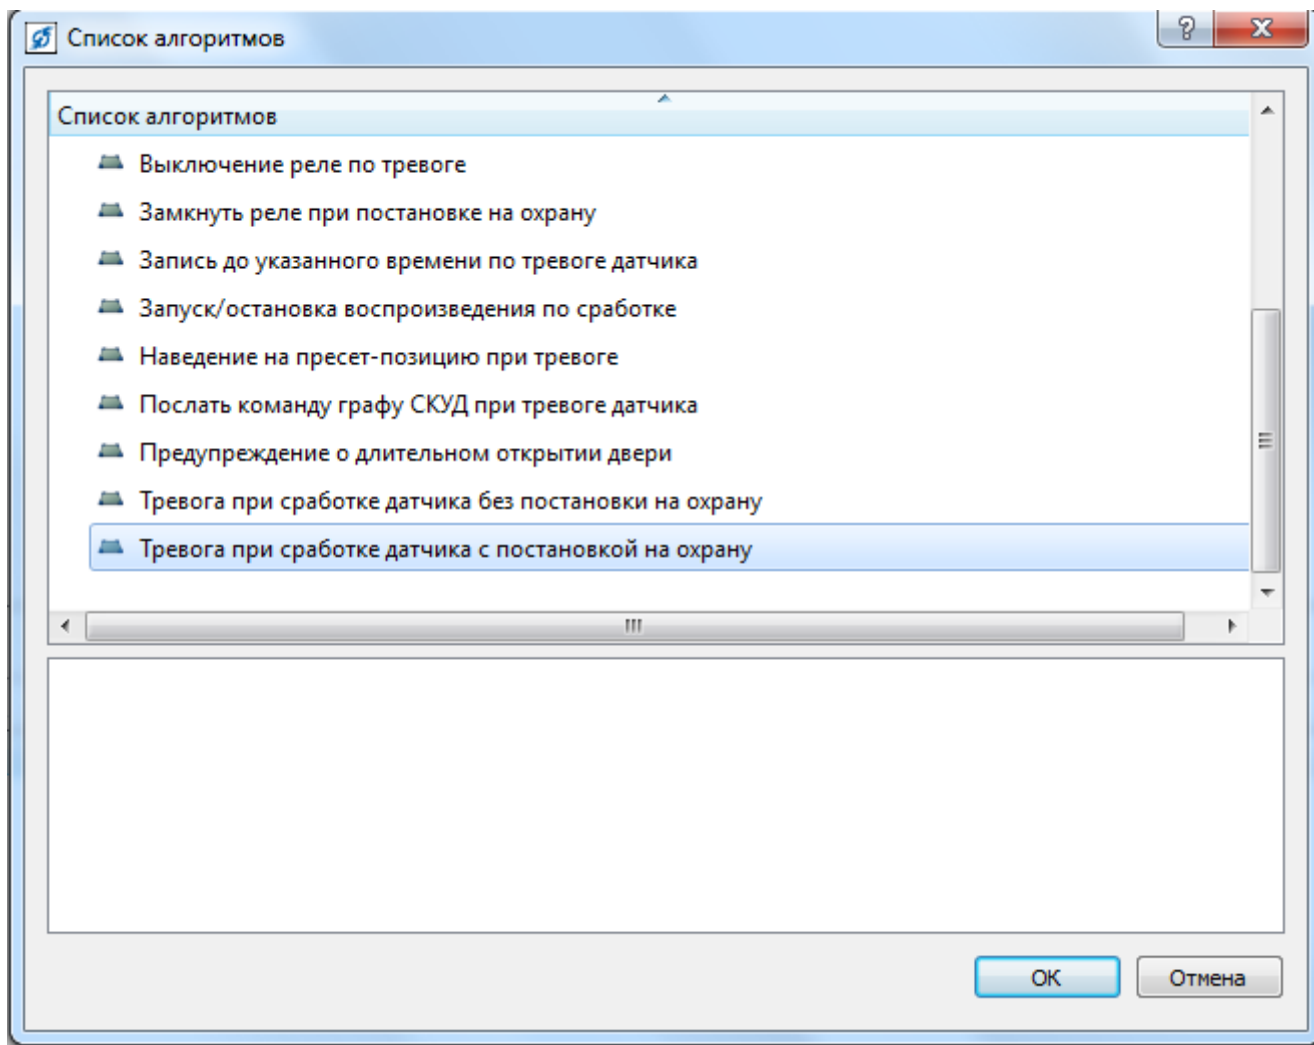 Список алгоритмов
Список алгоритмов
Выключение реле по тревоге
Замкнуть реле при постановке на охрану
Запись до указанного времени по тревоге датчика
Запуск/остановка воспроизведения по сработке
Наведение на пресет-позицию при тревоге
Послать команду графу СКУД при тревоге датчика
Предупреждение о длительном открытии двери
Тревога при сработке датчика без постановки на охрану
Тревога при сработке датчика с постановкой на охрану
ОК Отмена